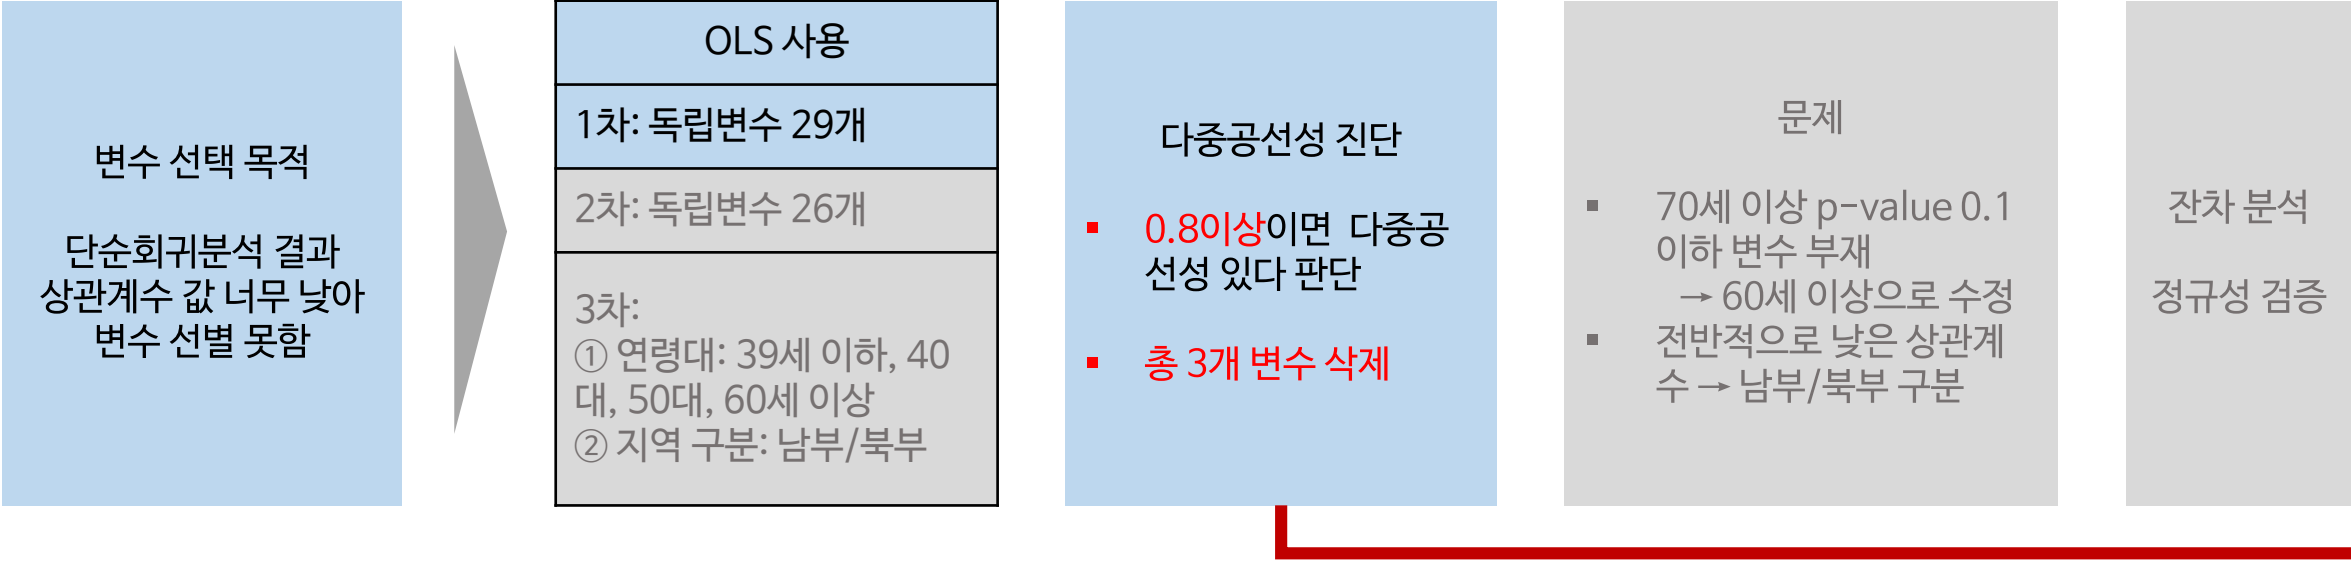 변수 선택 목적
단순회귀분석 결과
상관계수 값 너무 낮아
변수 선별 못함
OLS 사용
1차: 독립변수 29개
2차: 독립변수 26개
3차:
① 연령대: 39세 이하, 40
대, 50대, 60세 이상
② 지역 구분: 남부/북부
다중공선성 진단
▪ 0.8이상이면 다중공
선성 있다 판단
▪ 총 3개 변수 삭제
문제
▪ 70세 이상 p-value 0.1
이하 변수 부재
→ 60세 이상으로 수정
▪ 전반적으로 낮은 상관계
수 → 남부/북부 구분
잔차 분석
정규성 검증